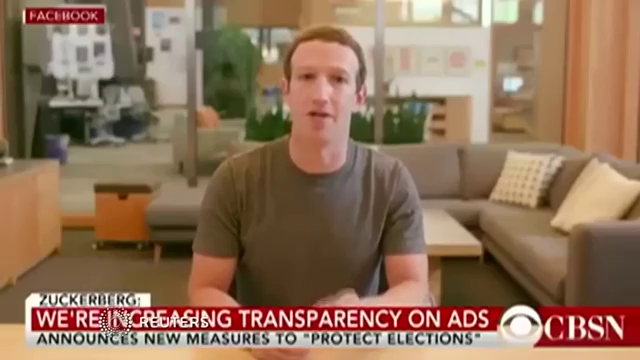 FACEBOOK
ZUCKERBERG:
WE'RE INCREASING TRANSPARENCY ON ADS
REUTERS
ANNOUNCES NEW MEASURES TO "PROTECT ELECTIONS"
CBSN